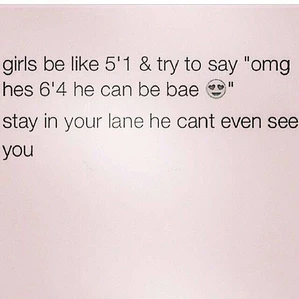 girls be like 5'1 & try to say "omg
hes 6'4 he can be bae 😍"
stay in your lane he cant even see
you